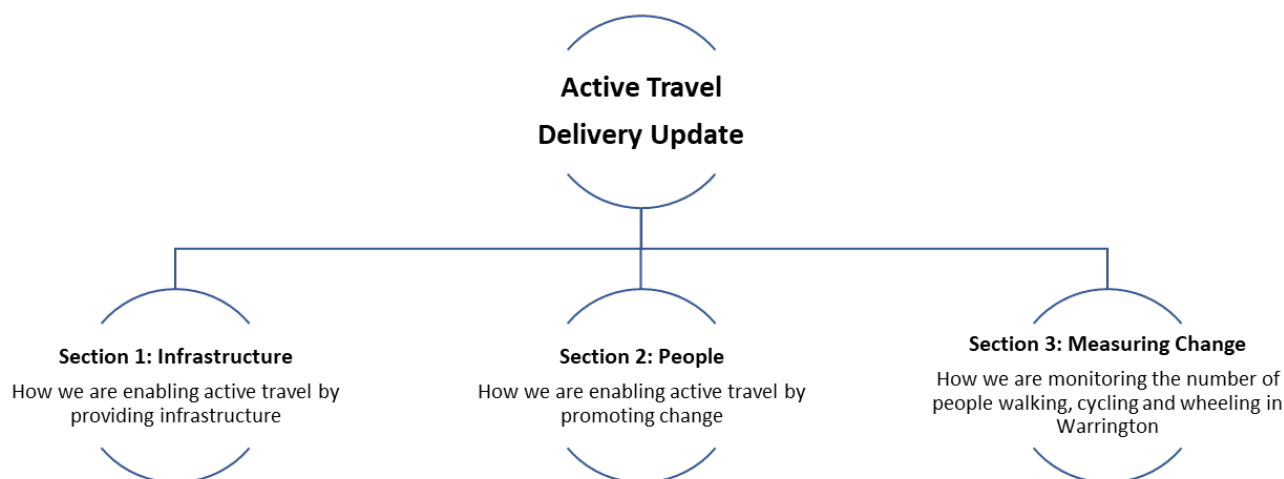 Active Travel
Delivery Update
Section 1: Infrastructure
How we are enabling active travel by
providing infrastructure
Section 2: People
How we are enabling active travel by
promoting change
Section 3: Measuring Change
How we are monitoring the number of
people walking, cycling and wheeling in
Warrington